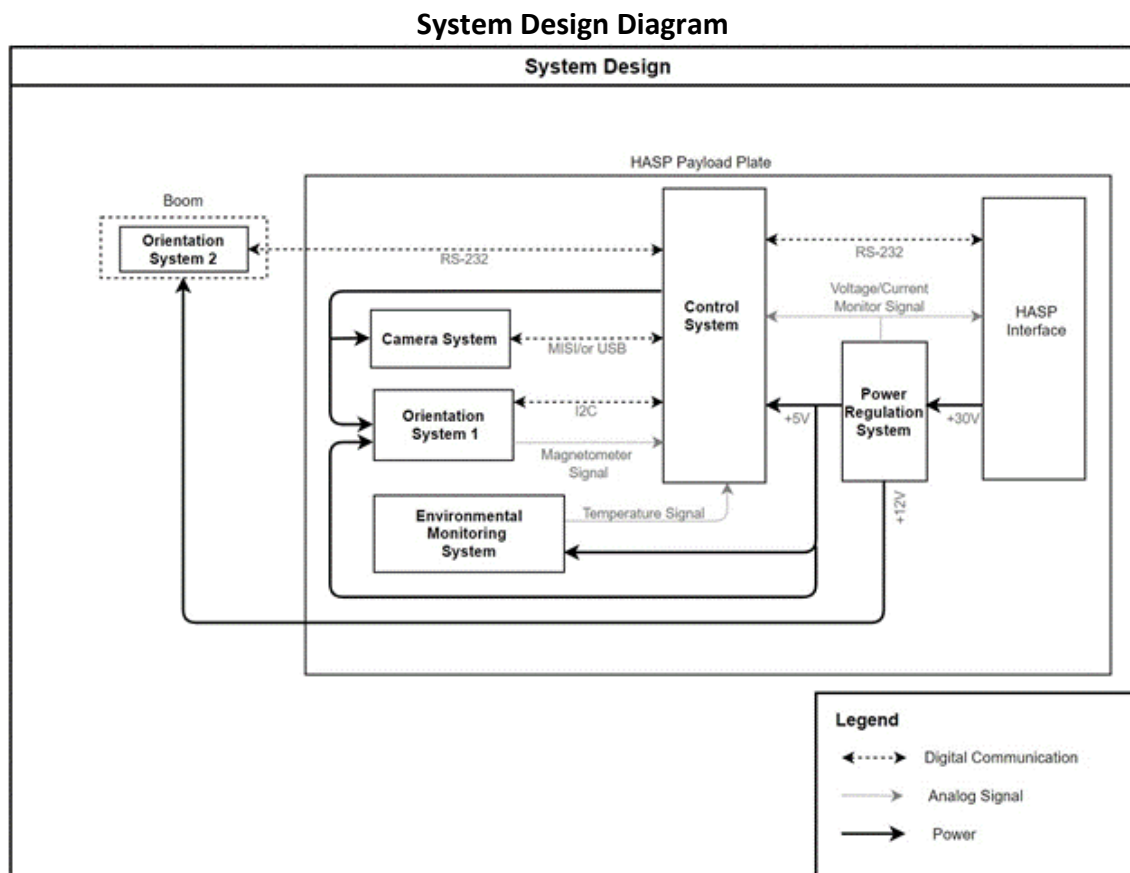 System Design Diagram
System Design
HASP Payload Plate
Boom
Orientation
System 2
RS-232
RS-232
Voltage/Current
Monitor Signal
Control
System
HASP
Interface
Camera System
MISI/or USB
Orientation
System 1
I2C
Magnetometer
Signal
+5V
Power
Regulation
System
+30V
+12V
Environmental
Monitoring
System
Temperature Signal
Legend
Digital Communication
Analog Signal
Power